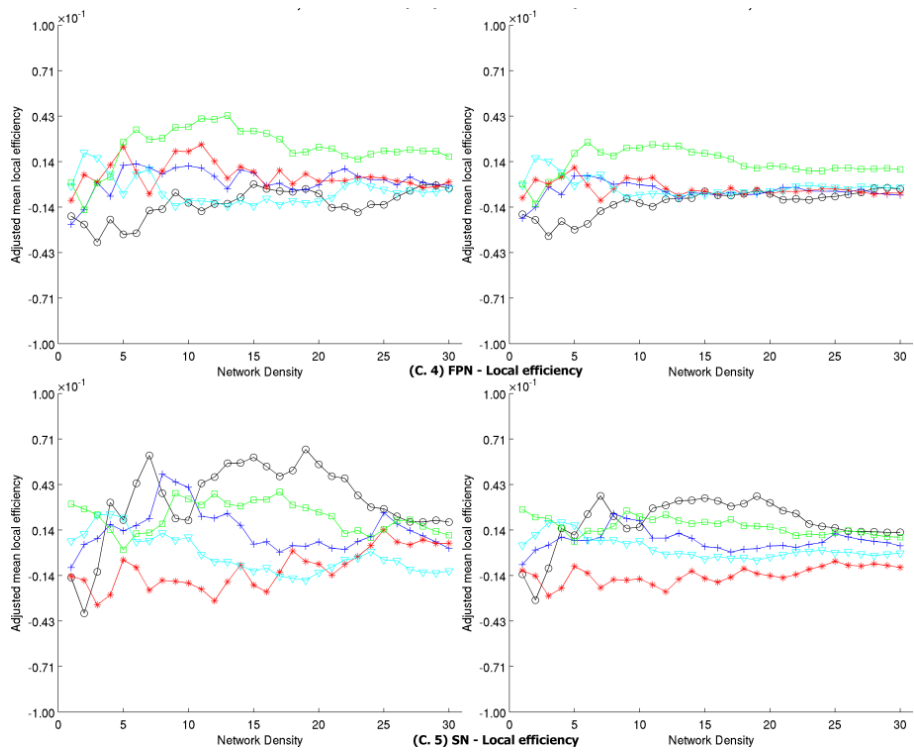 ×10⁻¹ ×10⁻¹
1.00 1.00
0.71 0.71
0.43 0.43
0.14 0.14
-0.14 -0.14
-0.43 -0.43
-0.71 -0.71
-1.00 -1.00
Adjusted mean local efficiency Adjusted mean local efficiency
0 5 10 15 20 25 30 0 5 10 15 20 25 30
Network Density Network Density
(C. 4) FPN - Local efficiency
×10⁻¹ ×10⁻¹
1.00 1.00
0.71 0.71
0.43 0.43
0.14 0.14
-0.14 -0.14
-0.43 -0.43
-0.71 -0.71
-1.00 -1.00
Adjusted mean local efficiency Adjusted mean local efficiency
0 5 10 15 20 25 30 0 5 10 15 20 25 30
Network Density Network Density
(C. 5) SN - Local efficiency